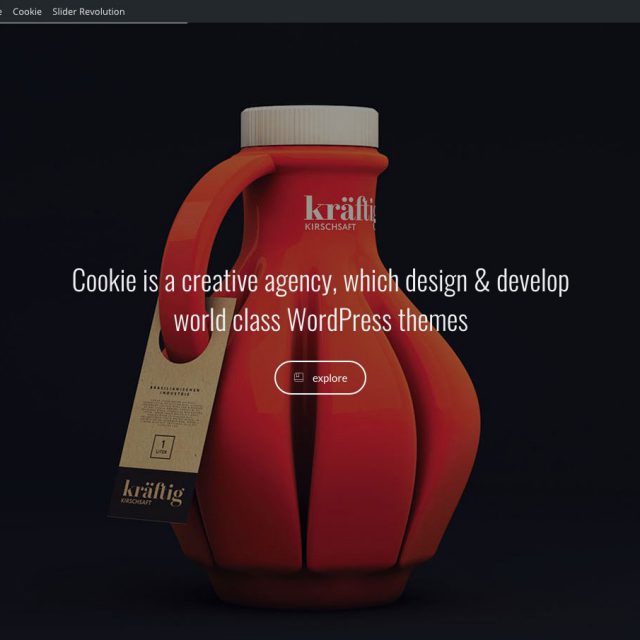 Cookie
Slider Revolution
kräftig
KIRSCHSAFT
Cookie is a creative agency, which design & develop
world class WordPress themes
explore
BRASILIANISCHEN
INDUSTRIE
1
LITER
kräftig
KIRSCHSAFT